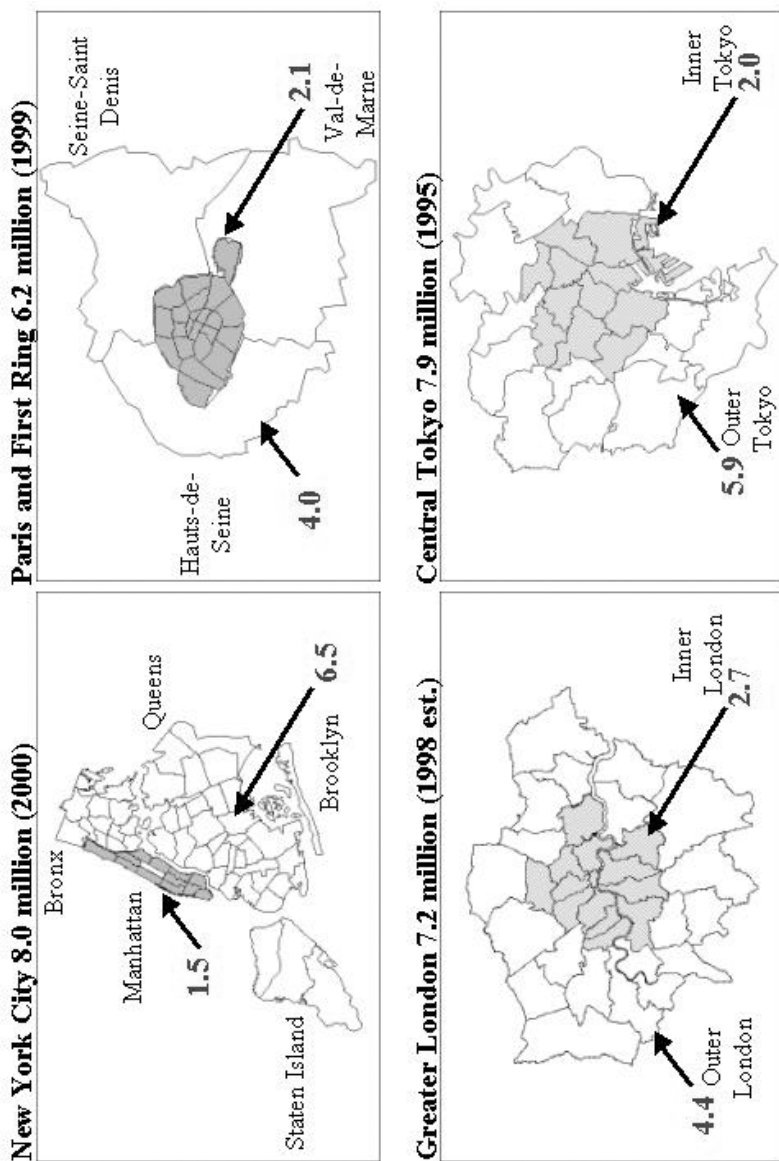 New York City 8.0 million (2000)
Bronx
Manhattan
1.5
Queens
Staten Island
6.5
Brooklyn
Paris and First Ring 6.2 million (1999)
Seine-Saint
Denis
Hauts-de-
Seine
4.0
2.1
Val-de-
Marne
Greater London 7.2 million (1998 est.)
4.4 Outer
London
Inner
London
2.7
Central Tokyo 7.9 million (1995)
5.9 Outer
Tokyo
Inner
Tokyo
2.0